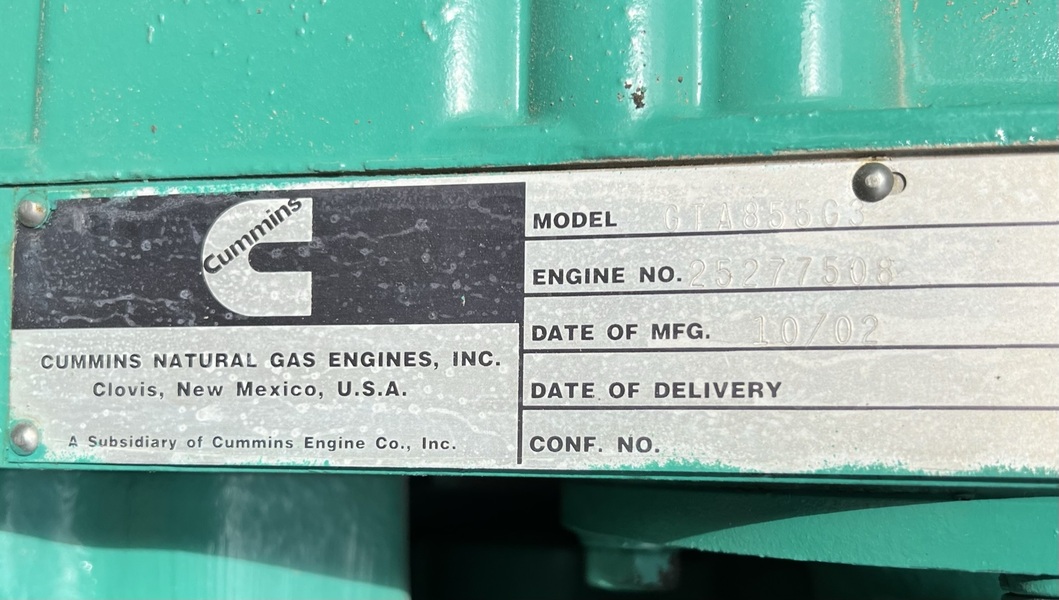 Cummins
CUMMINS NATURAL GAS ENGINES, INC.
Clovis, New Mexico, U.S.A.
A Subsidiary of Cummins Engine Co., Inc.
MODEL GTA855G3
ENGINE NO. 25277508
DATE OF MFG. 10/02
DATE OF DELIVERY
CONF. NO.